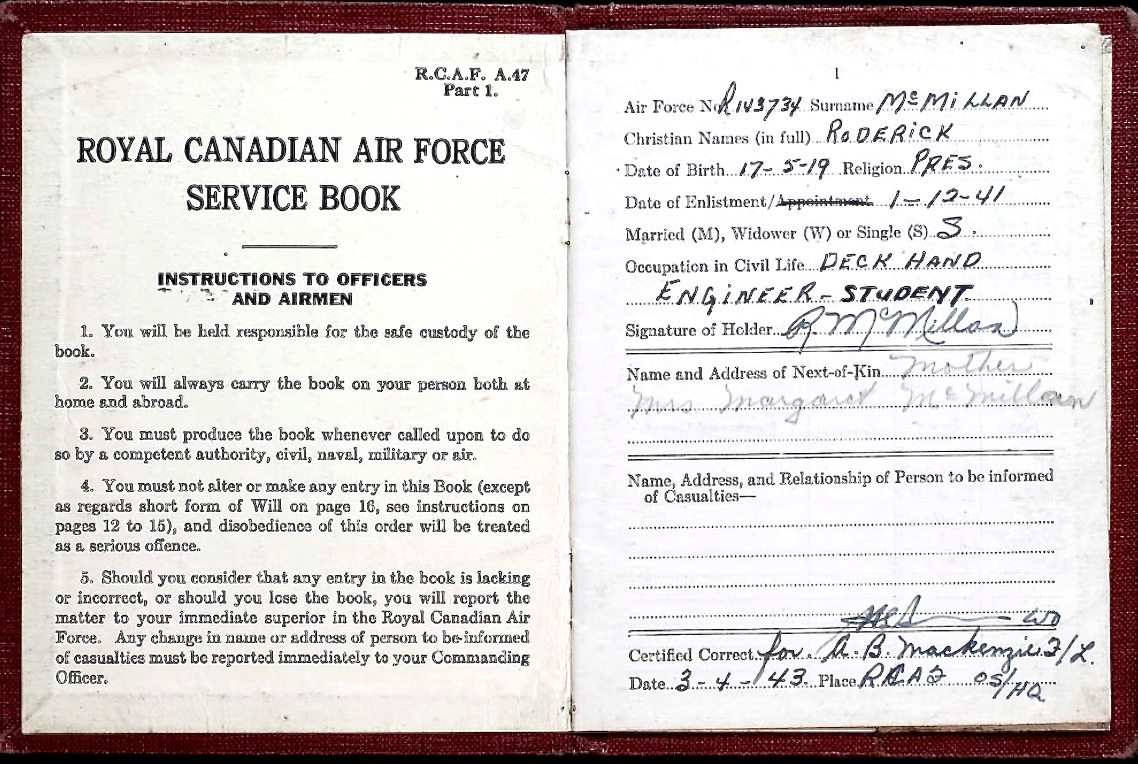 R.C.A.F. A.47
Part 1.
ROYAL CANADIAN AIR FORCE
SERVICE BOOK
INSTRUCTIONS TO OFFICERS
AND AIRMEN
1. You will be held responsible for the safe custody of the
book.
2. You will always carry the book on your person both at
home and abroad.
3. You must produce the book whenever called upon to do
so by a competent authority, civil, naval, military or air.
4. You must not alter or make any entry in this Book (except
as regards short form of Will on page 16, see instructions on
pages 12 to 15), and disobedience of this order will be treated
as a serious offence.
5. Should you consider that any entry in the book is lacking
or incorrect, or should you lose the book, you will report the
matter to your immediate superior in the Royal Canadian Air
Force. Any change in name or address of person to be informed
of casualties must be reported immediately to your Commanding
Officer.
1
Air Force No. R143734 Surname McMILLAN
Christian Names (in full) RODERICK
Date of Birth 17-5-19 Religion PRES.
Date of Enlistment/Appointment 1-12-41
Married (M), Widower (W) or Single (S) S.
Occupation in Civil Life DECK HAND
ENGINEER - STUDENT
Signature of Holder R. McMillan
Name and Address of Next-of-Kin Mother
Mrs Margaret McMillan
Name, Address, and Relationship of Person to be informed
of Casualties—
WO
Certified Correct for A. B. Mackenzie F/L.
Date 3-4-43 Place RCAF OS/HQ